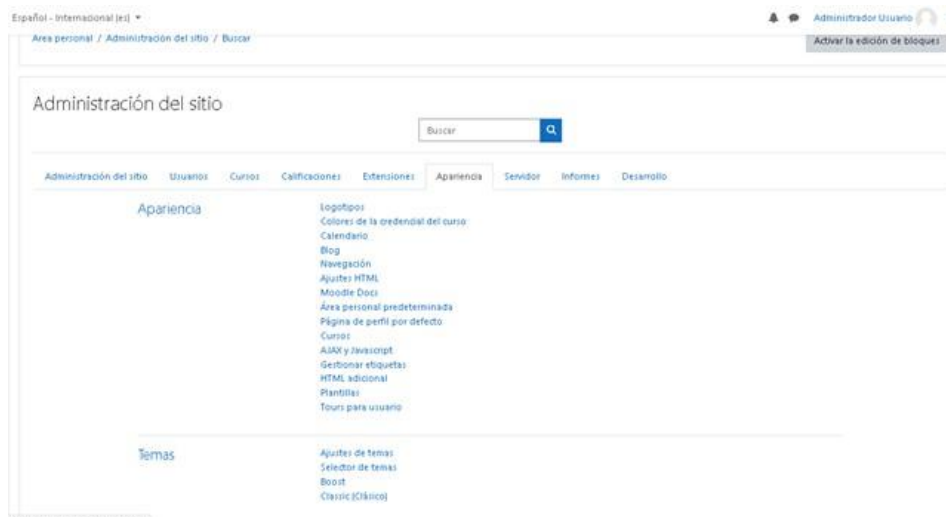 Español - Internacional (es)
Administrador Usuario
Area personal / Administración del sitio / Buscar
Activar la edición de bloques
Administración del sitio
Buscar
Administración del sitio Usuarios Cursos Calificaciones Extensiones Apariencia Servidor Informes Desarrollo
Apariencia
Logotipos
Colores de la credencial del curso
Calendario
Blog
Navegación
Ajustes HTML
Moodle Docs
Área personal predeterminada
Página de perfil por defecto
Cursos
AJAX y Javascript
Gestionar etiquetas
HTML adicional
Plantillas
Tours para usuario
Temas
Ajustes de temas
Selector de temas
Boost
Classic (Clásico)